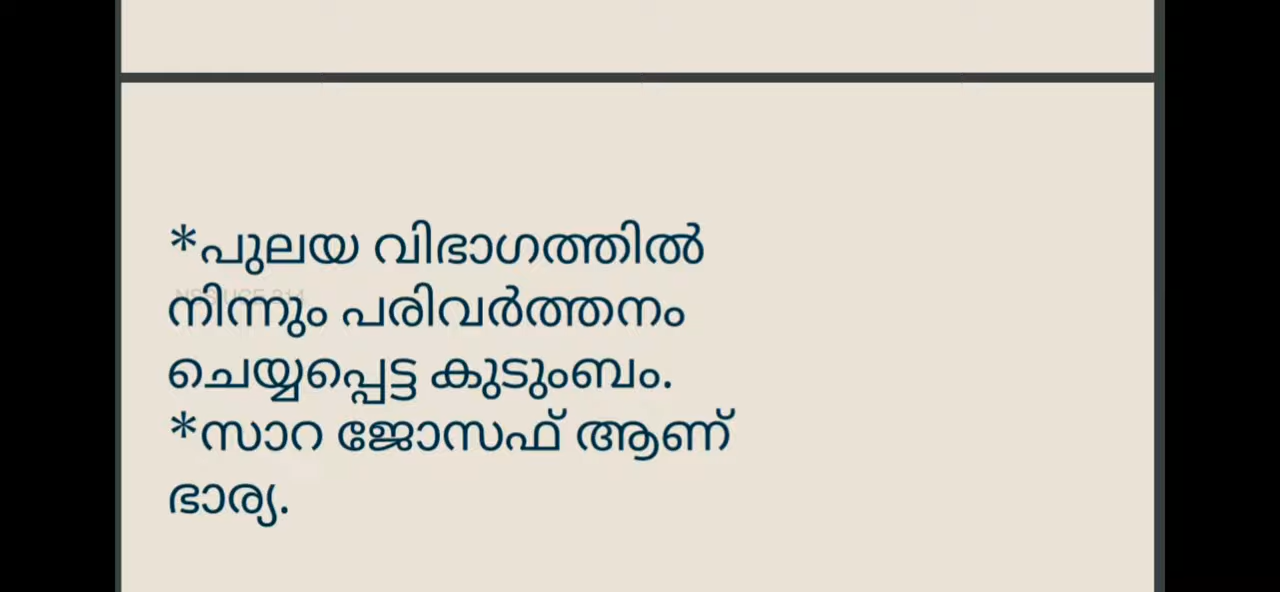 *പുലയ വിഭാഗത്തിൽ
നിന്നും പരിവർത്തനം
ചെയ്യപ്പെട്ട കുടുംബം.
*സാറ ജോസഫ് ആണ്
ഭാര്യ.